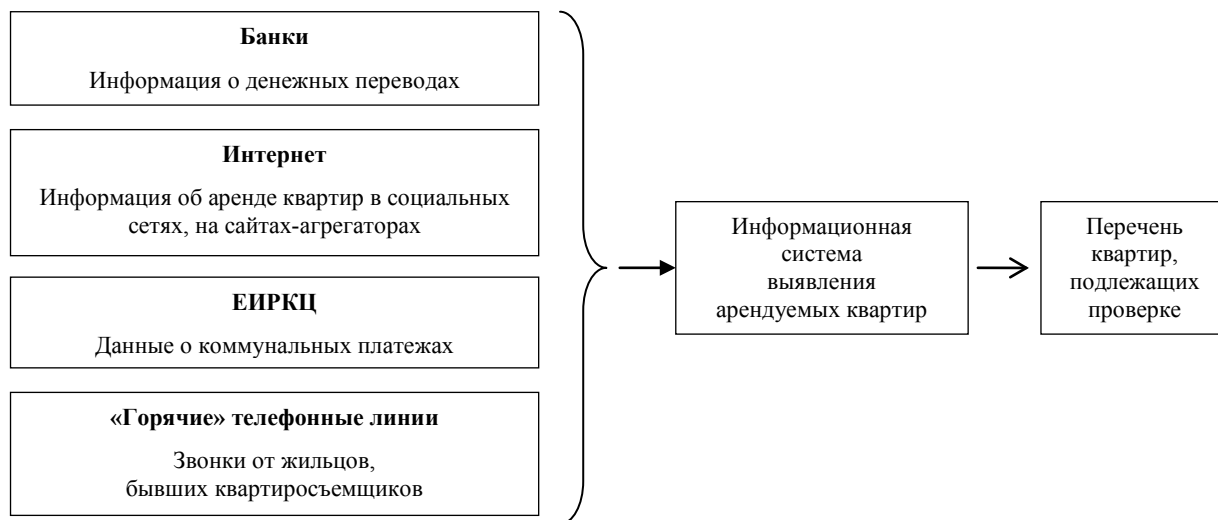 Банки
Информация о денежных переводах
Интернет
Информация об аренде квартир в социальных
сетях, на сайтах-агрегаторах
ЕИРКЦ
Данные о коммунальных платежах
«Горячие» телефонные линии
Звонки от жильцов,
бывших квартиросъемщиков
Информационная
система
выявления
арендуемых квартир
Перечень
квартир,
подлежащих
проверке